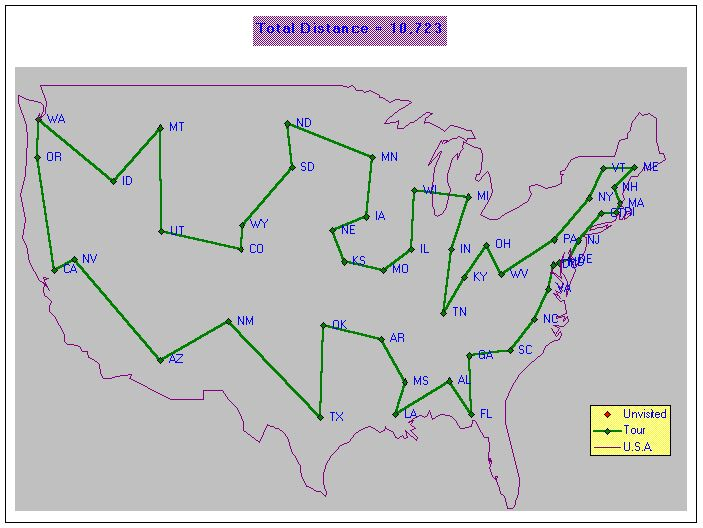 Total Distance = 10,723
WA
MT
ND
OR
MN
VT
ME
SD
ID
NH
WI
MI
NY
MA
RI
IA
WY
NE
UT
CO
IL
IN
OH
PA
NJ
NV
CA
KS
MO
KY
WV
DE
VA
TN
NC
NM
OK
AR
SC
AZ
GA
MS
AL
TX
LA
FL
Unvisited
Tour
U.S.A.